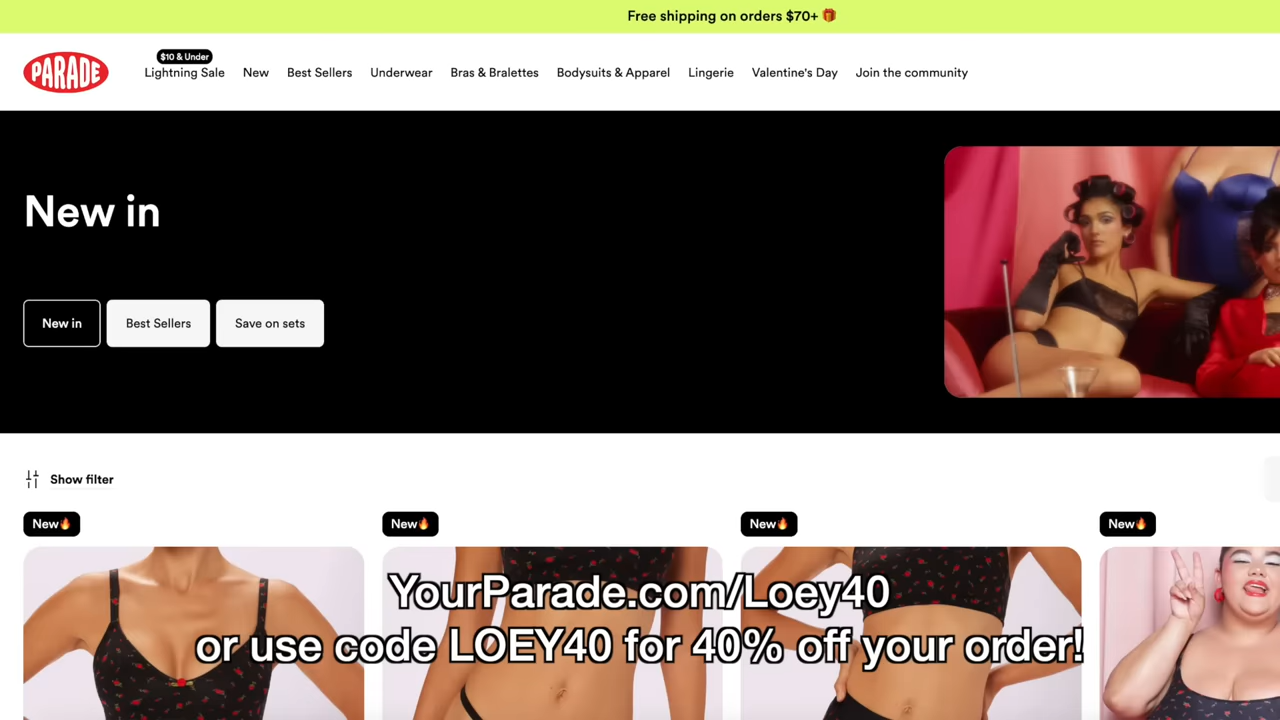 Free shipping on orders $70+ 🎁
PARADE
$10 & Under
Lightning Sale New Best Sellers Underwear Bras & Bralettes Bodysuits & Apparel Lingerie Valentine's Day Join the community
New in
New in Best Sellers Save on sets
Show filter
New🔥 New🔥 New🔥 New🔥
YourParade.com/Loey40
or use code LOEY40 for 40% off your order!